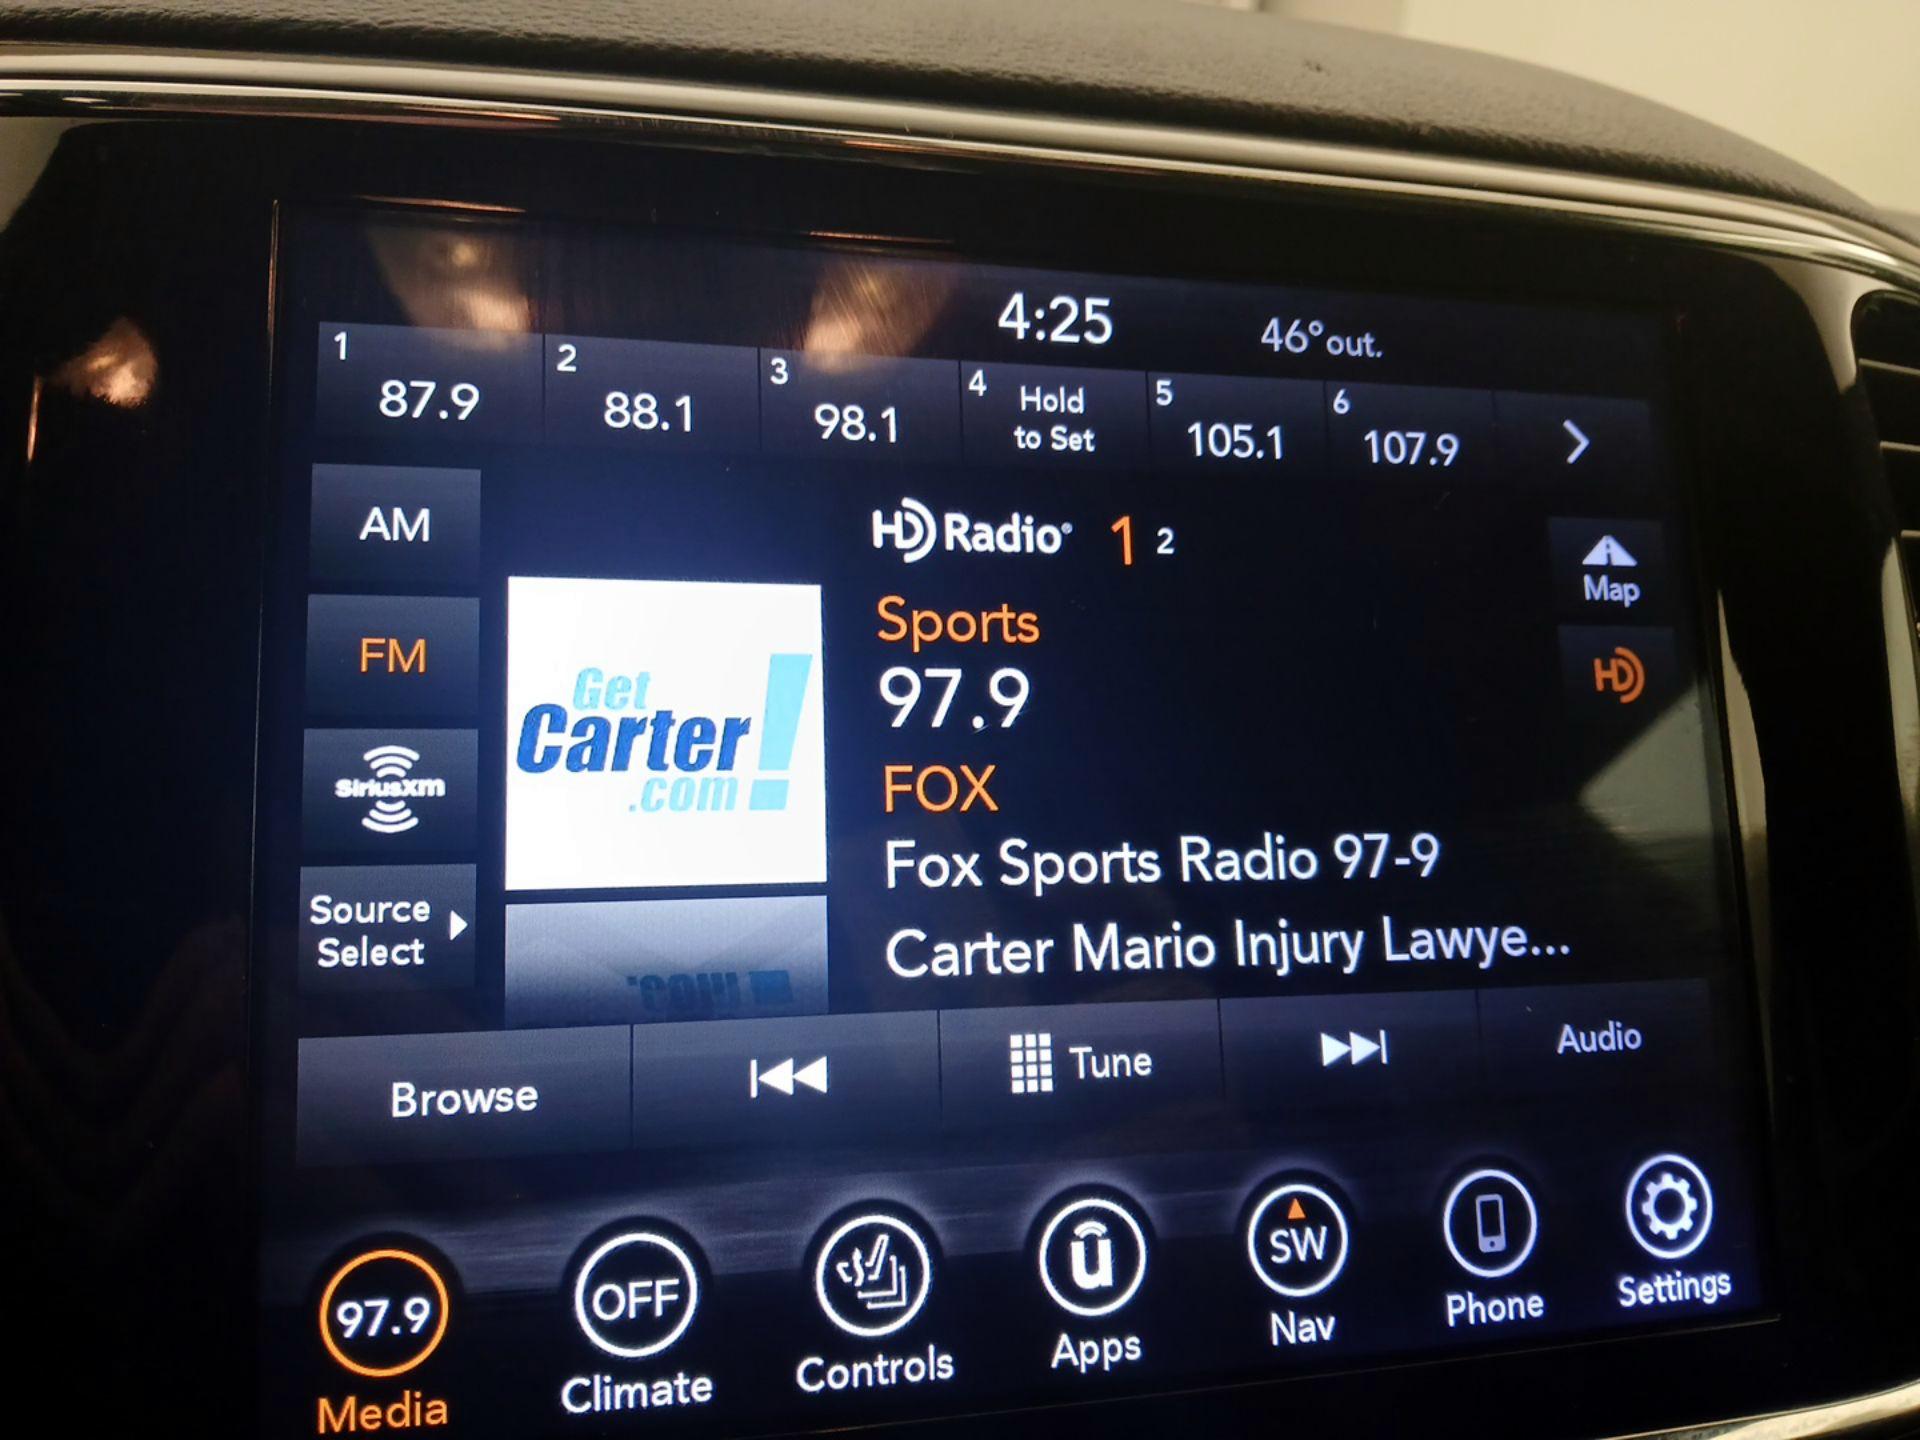 4:25 46° out.
1 87.9 2 88.1 3 98.1 4 Hold to Set 5 105.1 6 107.9
AM
HD Radio® 1 2
Map
FM
Sports
HD
97.9
Get
Carter!
.com
SiriusXM
FOX
Fox Sports Radio 97-9
Source
Select
Carter Mario Injury Lawye...
Browse Tune Audio
97.9 OFF SW
Media Climate Controls Apps Nav Phone Settings